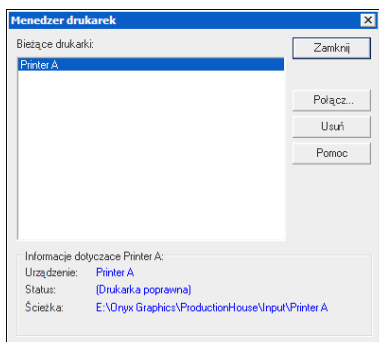 Menedzer drukarek
Bieżące drukarki:
Zamknij
Printer A
Połącz...
Usuń
Pomoc
Informacje dotyczace Printer A:
Urządzenie: Printer A
Status: (Drukarka poprawna)
Ścieżka: E:\Onyx Graphics\ProductionHouse\Input\Printer A